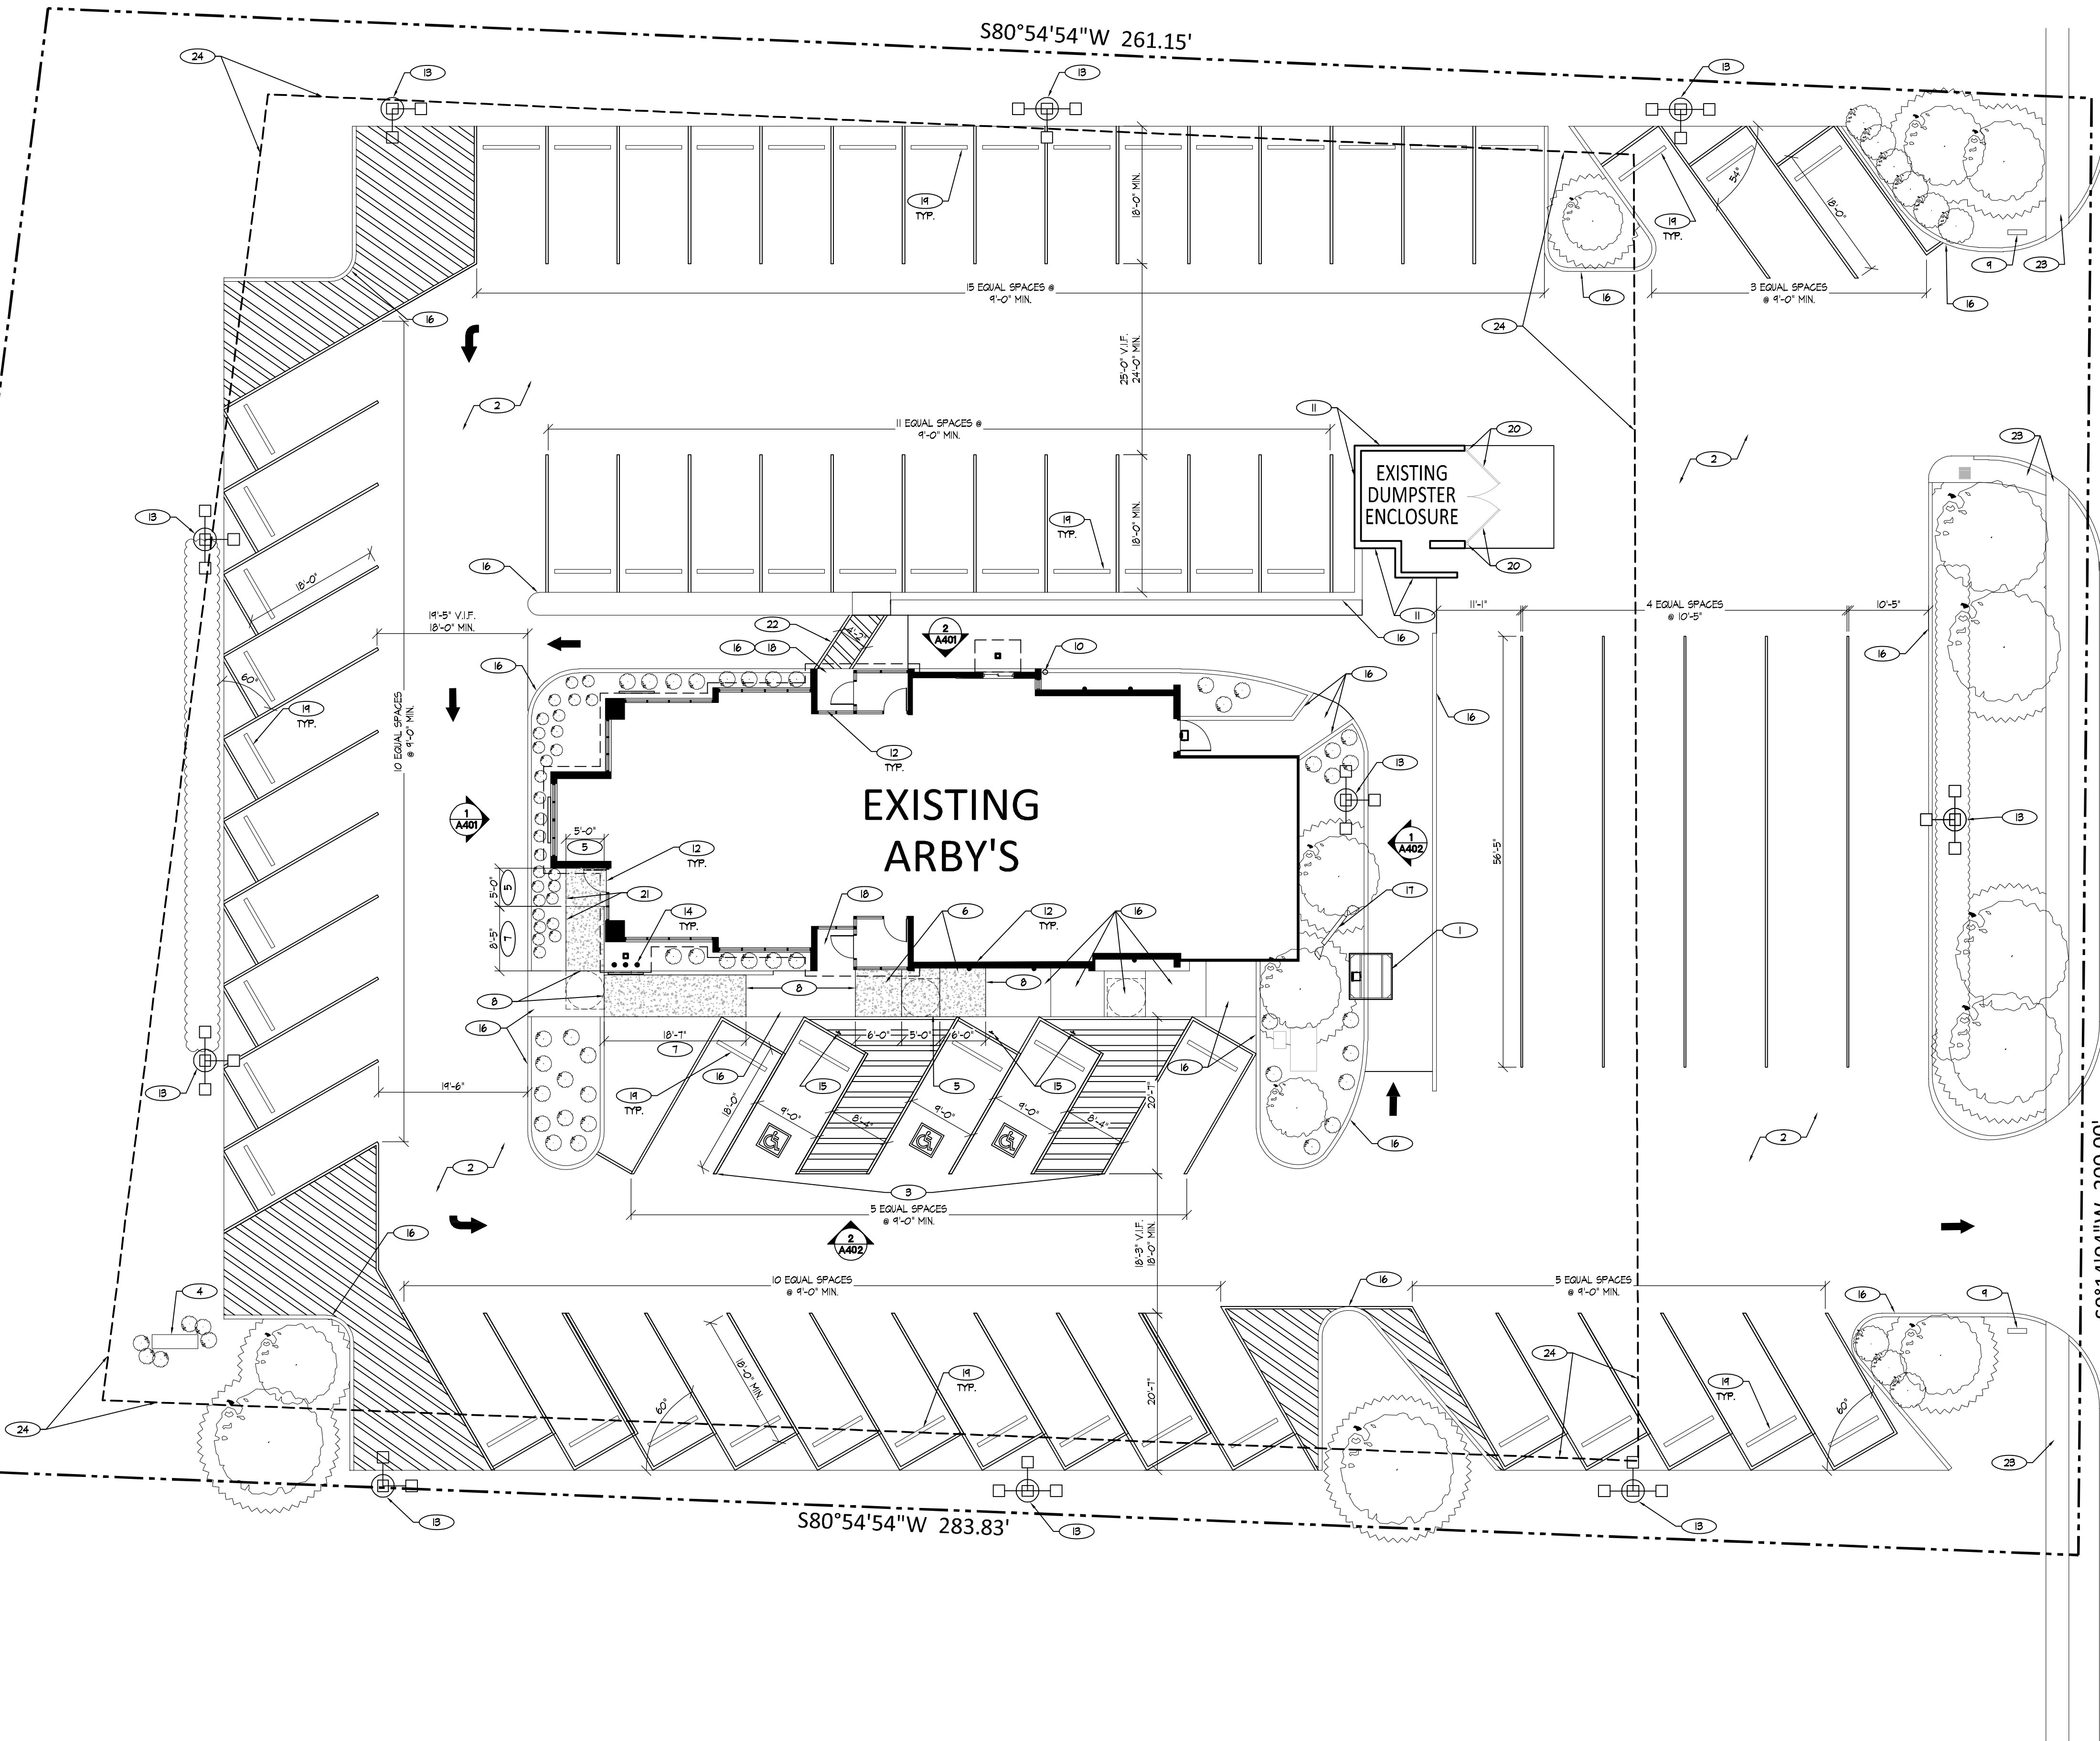 S80°54'54"W 261.15'
24
13
13
13
19
TYP.
18'-0" MIN.
54°
18'-0"
19
TYP.
9
23
15 EQUAL SPACES @
9'-0" MIN.
3 EQUAL SPACES
@ 9'-0" MIN.
16
16
16
24
25'-0" V.I.F.
24'-0" MIN.
2
11
11 EQUAL SPACES @
9'-0" MIN.
20
23
2
EXISTING
DUMPSTER
ENCLOSURE
13
19
TYP.
18'-0" MIN.
18'-0"
16
20
19'-5" V.I.F.
18'-0" MIN.
22
4'-2"
2
A401
11
11'-1"
4 EQUAL SPACES
@ 10'-5"
10'-5"
16
16
18
10
16
16
60°
16
19
TYP.
16
10 EQUAL SPACES
@ 9'-0" MIN.
12
TYP.
13
EXISTING
ARBY'S
1
A401
5'-0"
5
12
TYP.
1
A402
13
56'-5"
5'-0"
5
21
18
17
14
TYP.
6
12
TYP.
16
8'-5"
7
1
8
8
8
16
18'-7"
7
6'-0"
5'-0"
6'-0"
16
19
TYP.
16
15
5
15
13
19'-6"
18'-0"
9'-0"
8'-4"
9'-0"
9'-0"
8'-4"
20'-7"
16
2
2
3
5 EQUAL SPACES
@ 9'-0" MIN.
16
2
A402
18'-3" V.I.F.
18'-0" MIN.
4
10 EQUAL SPACES
@ 9'-0" MIN.
16
5 EQUAL SPACES
@ 9'-0" MIN.
16
9
18'-0" MIN.
60°
19
TYP.
20'-7"
24
19
TYP.
60°
24
23
13
S80°54'54"W 283.83'
13
13